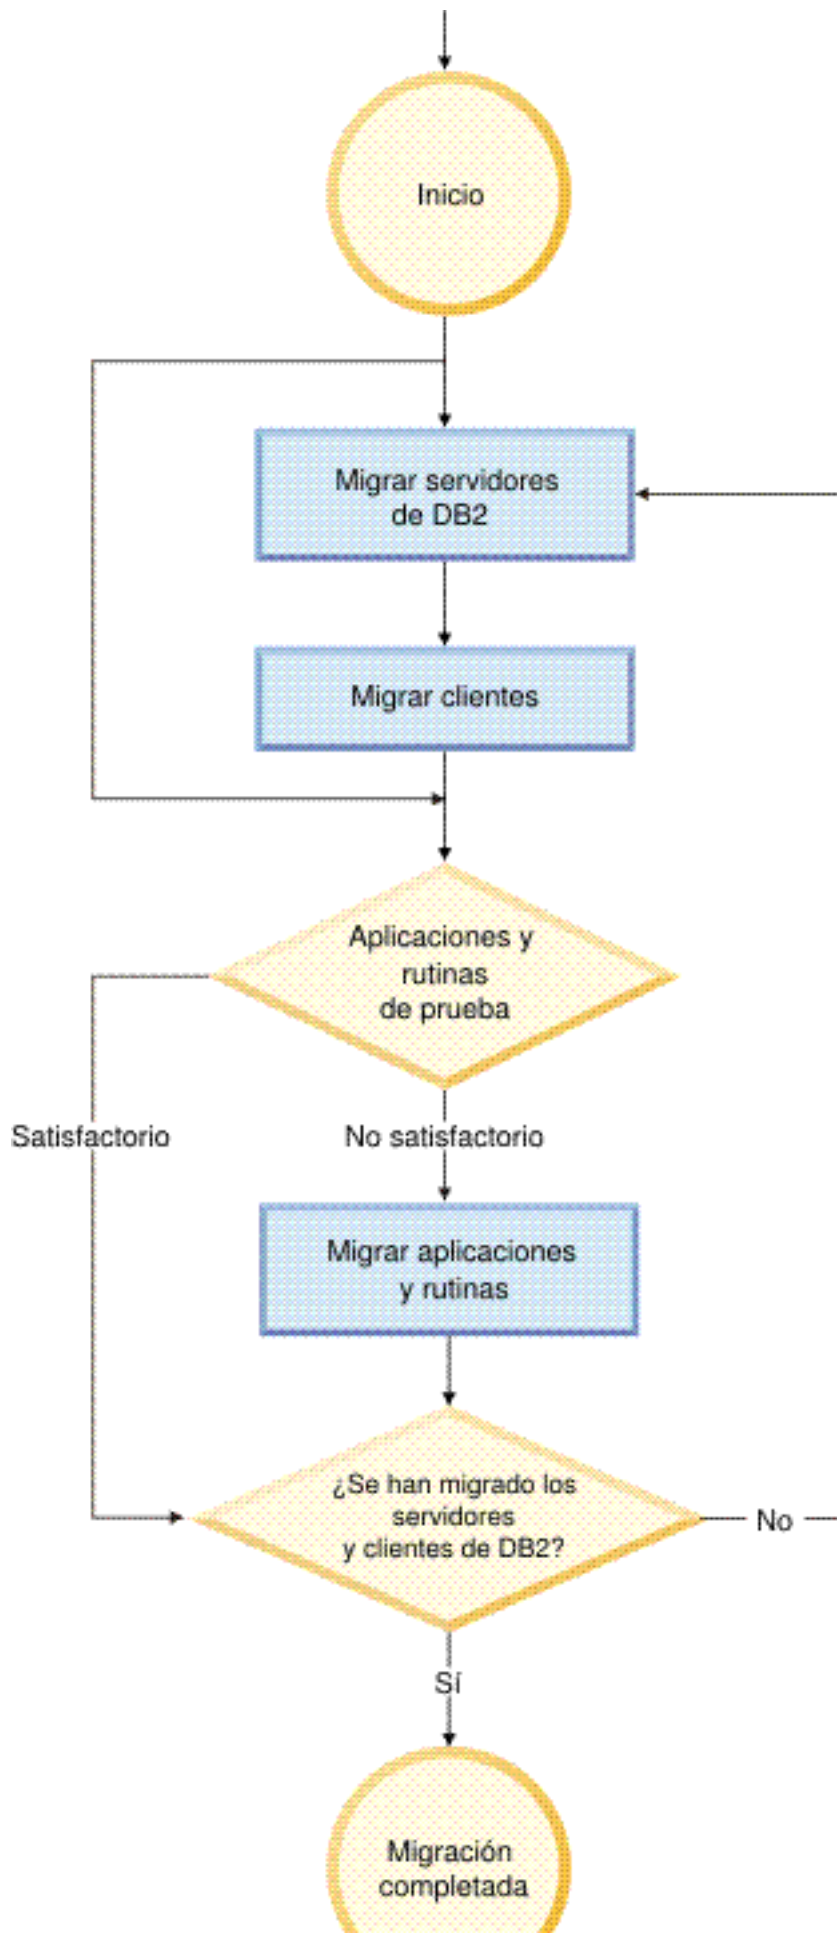 Inicio
Migrar servidores
de DB2
Migrar clientes
Aplicaciones y
rutinas
de prueba
Satisfactorio
No satisfactorio
Migrar aplicaciones
y rutinas
¿Se han migrado los
servidores
y clientes de DB2?
No
Sí
Migración
completada